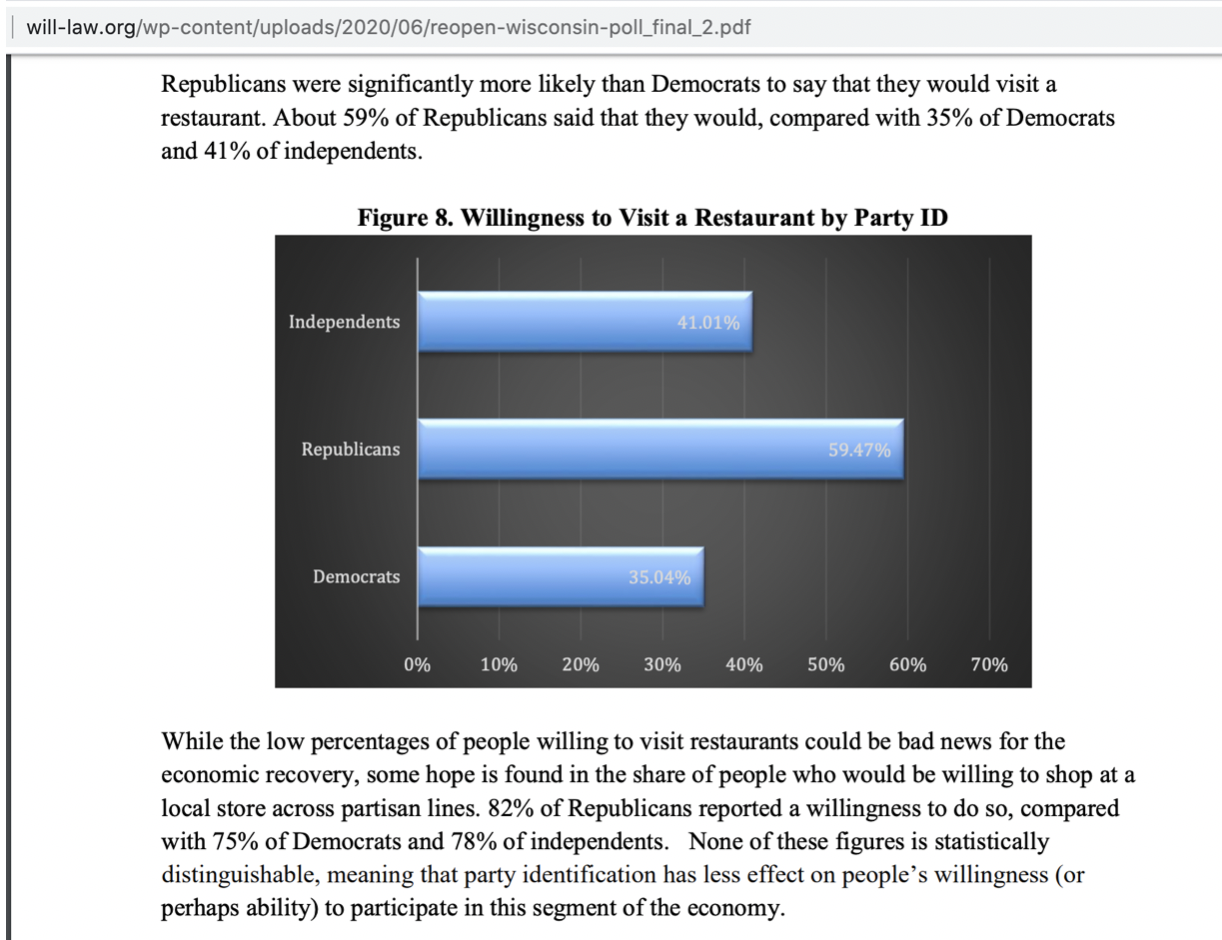 will-law.org/wp-content/uploads/2020/06/reopen-wisconsin-poll_final_2.pdf
Republicans were significantly more likely than Democrats to say that they would visit a
restaurant. About 59% of Republicans said that they would, compared with 35% of Democrats
and 41% of independents.
Figure 8. Willingness to Visit a Restaurant by Party ID
Independents 41.01%
Republicans 59.47%
Democrats 35.04%
0% 10% 20% 30% 40% 50% 60% 70%
While the low percentages of people willing to visit restaurants could be bad news for the
economic recovery, some hope is found in the share of people who would be willing to shop at a
local store across partisan lines. 82% of Republicans reported a willingness to do so, compared
with 75% of Democrats and 78% of independents. None of these figures is statistically
distinguishable, meaning that party identification has less effect on people’s willingness (or
perhaps ability) to participate in this segment of the economy.